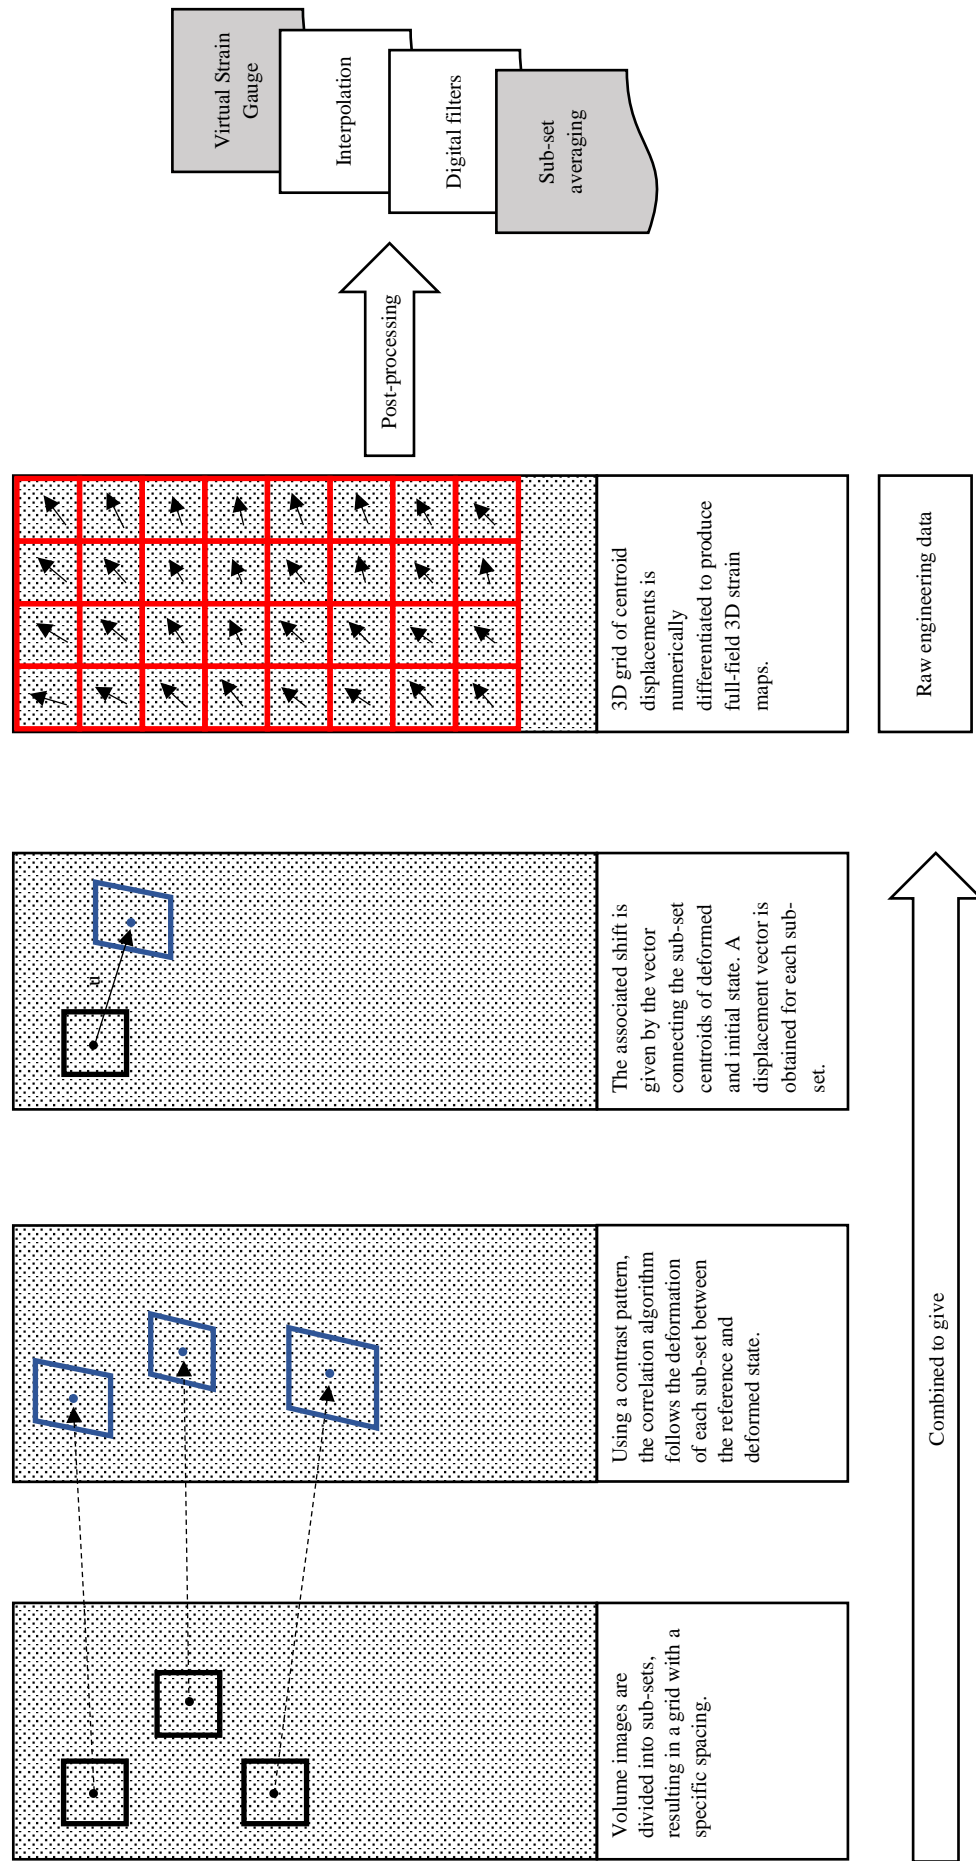 Volume images are
divided into sub-sets,
resulting in a grid with a
specific spacing.
Using a contrast pattern,
the correlation algorithm
follows the deformation
of each sub-set between
the reference and
deformed state.
u
The associated shift is
given by the vector
connecting the sub-set
centroids of deformed
and initial state. A
displacement vector is
obtained for each sub-
set.
3D grid of centroid
displacements is
numerically
differentiated to produce
full-field 3D strain
maps.
Combined to give
Raw engineering data
Post-processing
Virtual Strain
Gauge
Interpolation
Digital filters
Sub-set
averaging